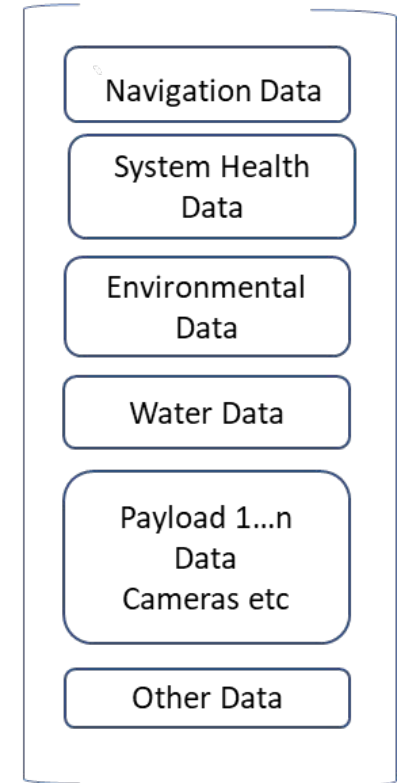 Navigation Data
System Health
Data
Environmental
Data
Water Data
Payload 1...n
Data
Cameras etc
Other Data